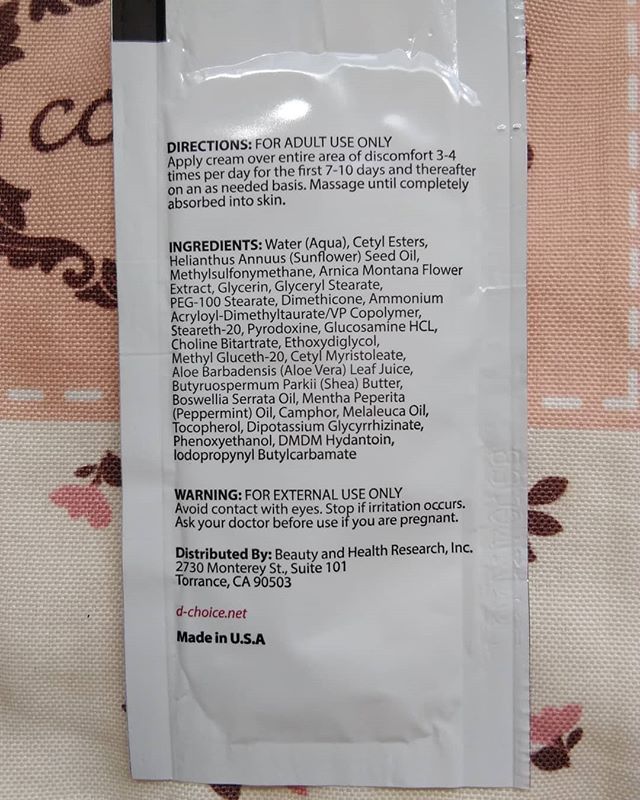 CO
DIRECTIONS: FOR ADULT USE ONLY
Apply cream over entire area of discomfort 3-4
times per day for the first 7-10 days and thereafter
on an as needed basis. Massage until completely
absorbed into skin.
INGREDIENTS: Water (Aqua), Cetyl Esters,
Helianthus Annuus (Sunflower) Seed Oil,
Methylsulfonymethane, Arnica Montana Flower
Extract, Glycerin, Glyceryl Stearate,
PEG-100 Stearate, Dimethicone, Ammonium
Acryloyl-Dimethyltaurate/VP Copolymer,
Steareth-20, Pyrodoxine, Glucosamine HCL,
Choline Bitartrate, Ethoxydiglycol,
Methyl Gluceth-20, Cetyl Myristoleate,
Aloe Barbadensis (Aloe Vera) Leaf Juice,
Butyruospermum Parkii (Shea) Butter,
Boswellia Serrata Oil, Mentha Peperita
(Peppermint) Oil, Camphor, Melaleuca Oil,
Tocopherol, Dipotassium Glycyrrhizinate,
Phenoxyethanol, DMDM Hydantoin,
Iodopropynyl Butylcarbamate
WARNING: FOR EXTERNAL USE ONLY
Avoid contact with eyes. Stop if irritation occurs.
Ask your doctor before use if you are pregnant.
Distributed By: Beauty and Health Research, Inc.
2730 Monterey St., Suite 101
Torrance, CA 90503
d-choice.net
Made in U.S.A